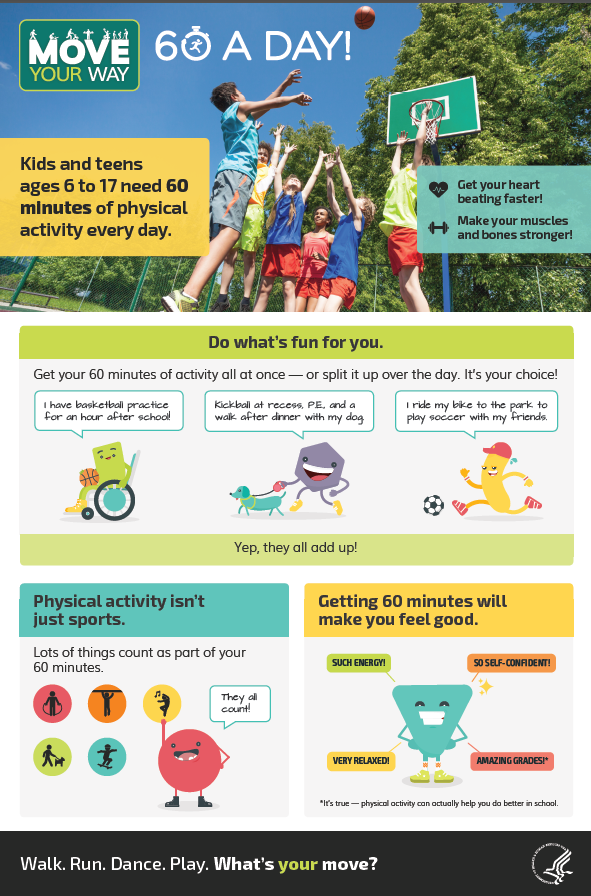 MOVE
YOUR WAY
60 A DAY!
Kids and teens
ages 6 to 17 need 60
minutes of physical
activity every day.
Get your heart
beating faster!
Make your muscles
and bones stronger!
Do what's fun for you.
Get your 60 minutes of activity all at once — or split it up over the day. It's your choice!
I have basketball practice
for an hour after school!
Kickball at recess, P.E., and a
walk after dinner with my dog.
I ride my bike to the park to
play soccer with my friends.
Yep, they all add up!
Physical activity isn't
just sports.
Lots of things count as part of your
60 minutes.
They all
count!
Getting 60 minutes will
make you feel good.
SUCH ENERGY!
SO SELF-CONFIDENT!
VERY RELAXED!
AMAZING GRADES!*
*It's true — physical activity can actually help you do better in school.
Walk. Run. Dance. Play. What's your move?